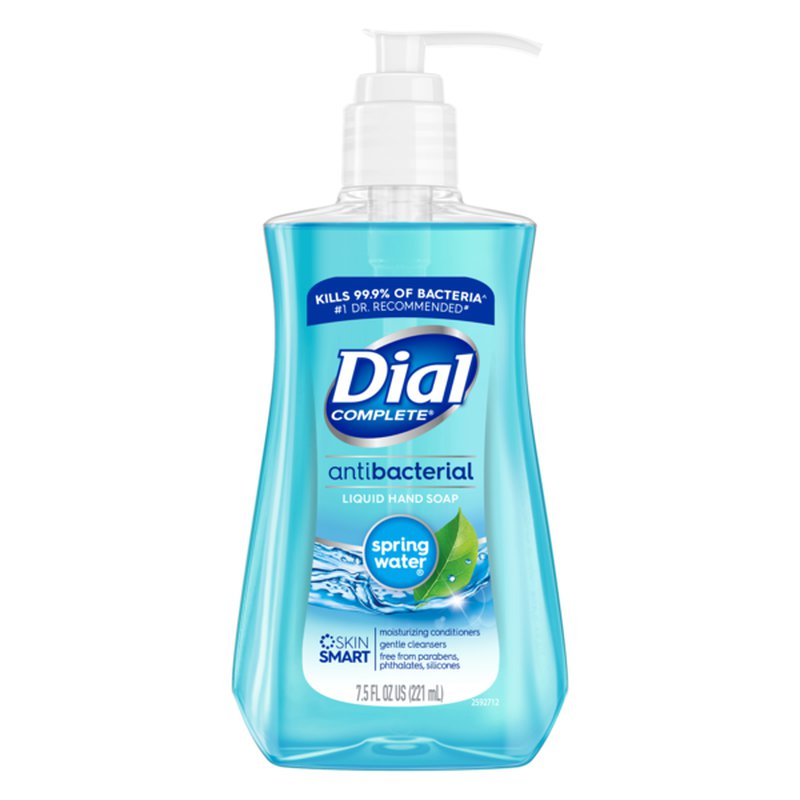 KILLS 99.9% OF BACTERIA^
#1 DR. RECOMMENDED#
Dial
COMPLETE®
antibacterial
LIQUID HAND SOAP
spring
water®
SKIN
SMART
moisturizing conditioners
gentle cleansers
free from parabens,
phthalates, silicones
7.5 FL OZ US (221 mL)
2592712